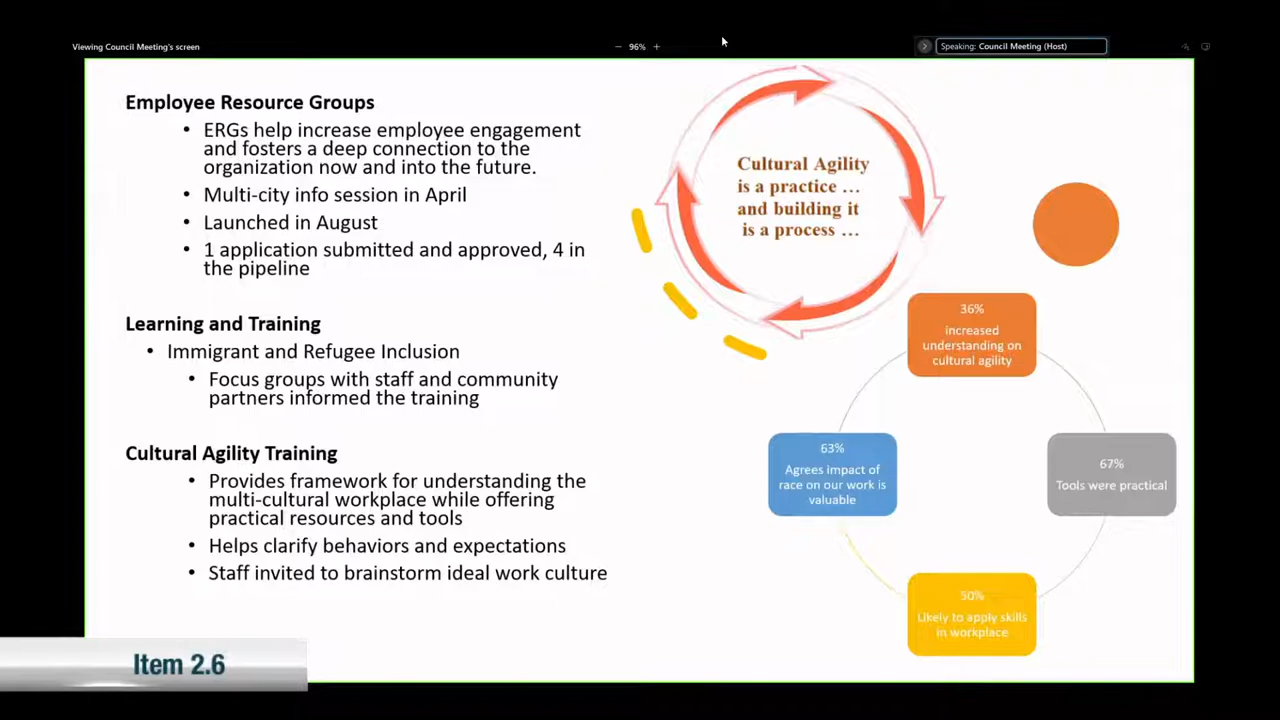 Viewing Council Meeting's screen
− 96% +
Speaking: Council Meeting (Host)
Employee Resource Groups
• ERGs help increase employee engagement
and fosters a deep connection to the
organization now and into the future.
• Multi-city info session in April
• Launched in August
• 1 application submitted and approved, 4 in
the pipeline
Learning and Training
• Immigrant and Refugee Inclusion
• Focus groups with staff and community
partners informed the training
Cultural Agility Training
• Provides framework for understanding the
multi-cultural workplace while offering
practical resources and tools
• Helps clarify behaviors and expectations
• Staff invited to brainstorm ideal work culture
Cultural Agility
is a practice ...
and building it
is a process ...
36%
increased
understanding on
cultural agility
63%
Agrees impact of
race on our work is
valuable
67%
Tools were practical
50%
Likely to apply skills
in workplace
Item 2.6